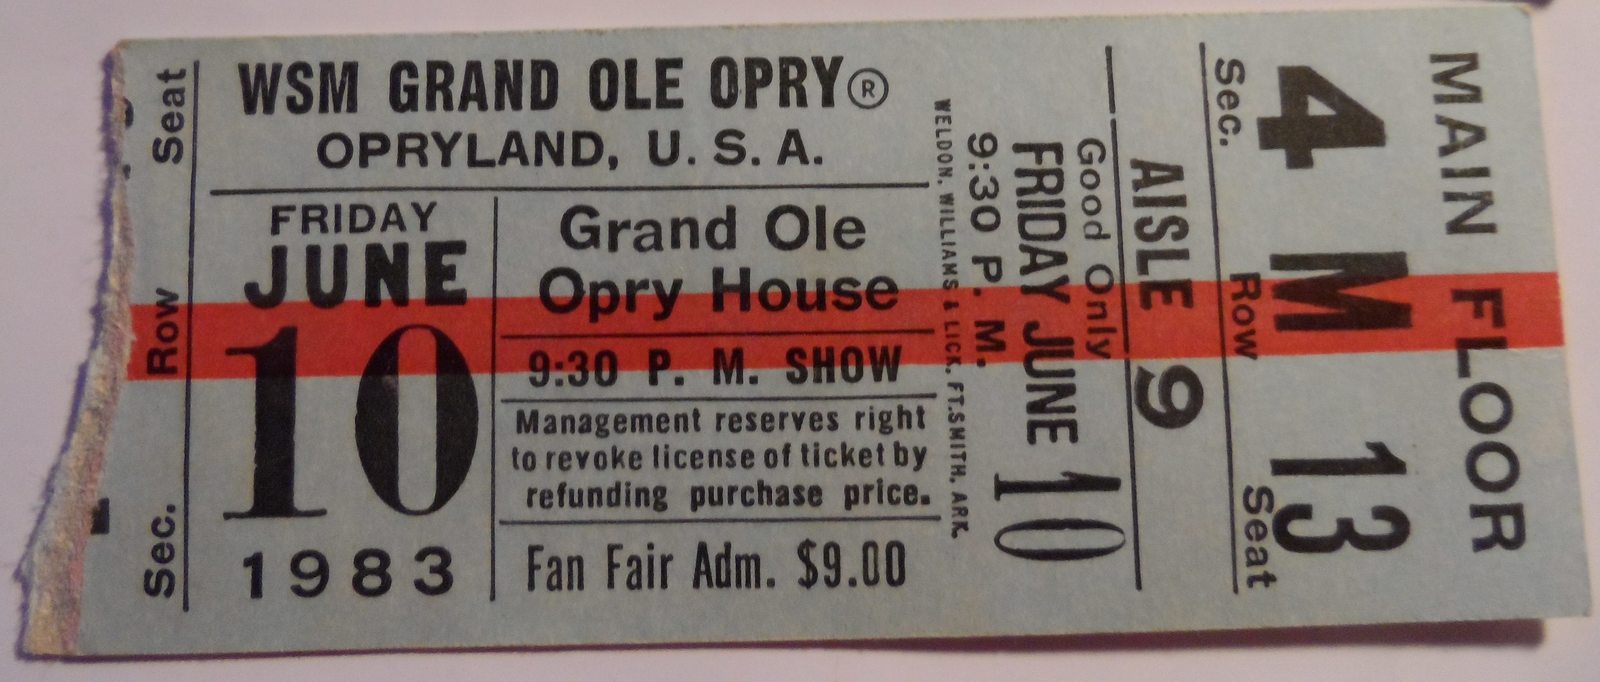 Seat
Row
Sec.
WSM GRAND OLE OPRY®
OPRYLAND, U. S. A.
FRIDAY
JUNE
10
1983
Grand Ole
Opry House
9:30 P. M. SHOW
Management reserves right
to revoke license of ticket by
refunding purchase price.
Fan Fair Adm. $9.00
WELDON, WILLIAMS & LICK, FT.SMITH, ARK.
9:30 P. M.
FRIDAY JUNE 10
Good Only
AISLE 9
Sec. Row Seat
4 M 13
MAIN FLOOR